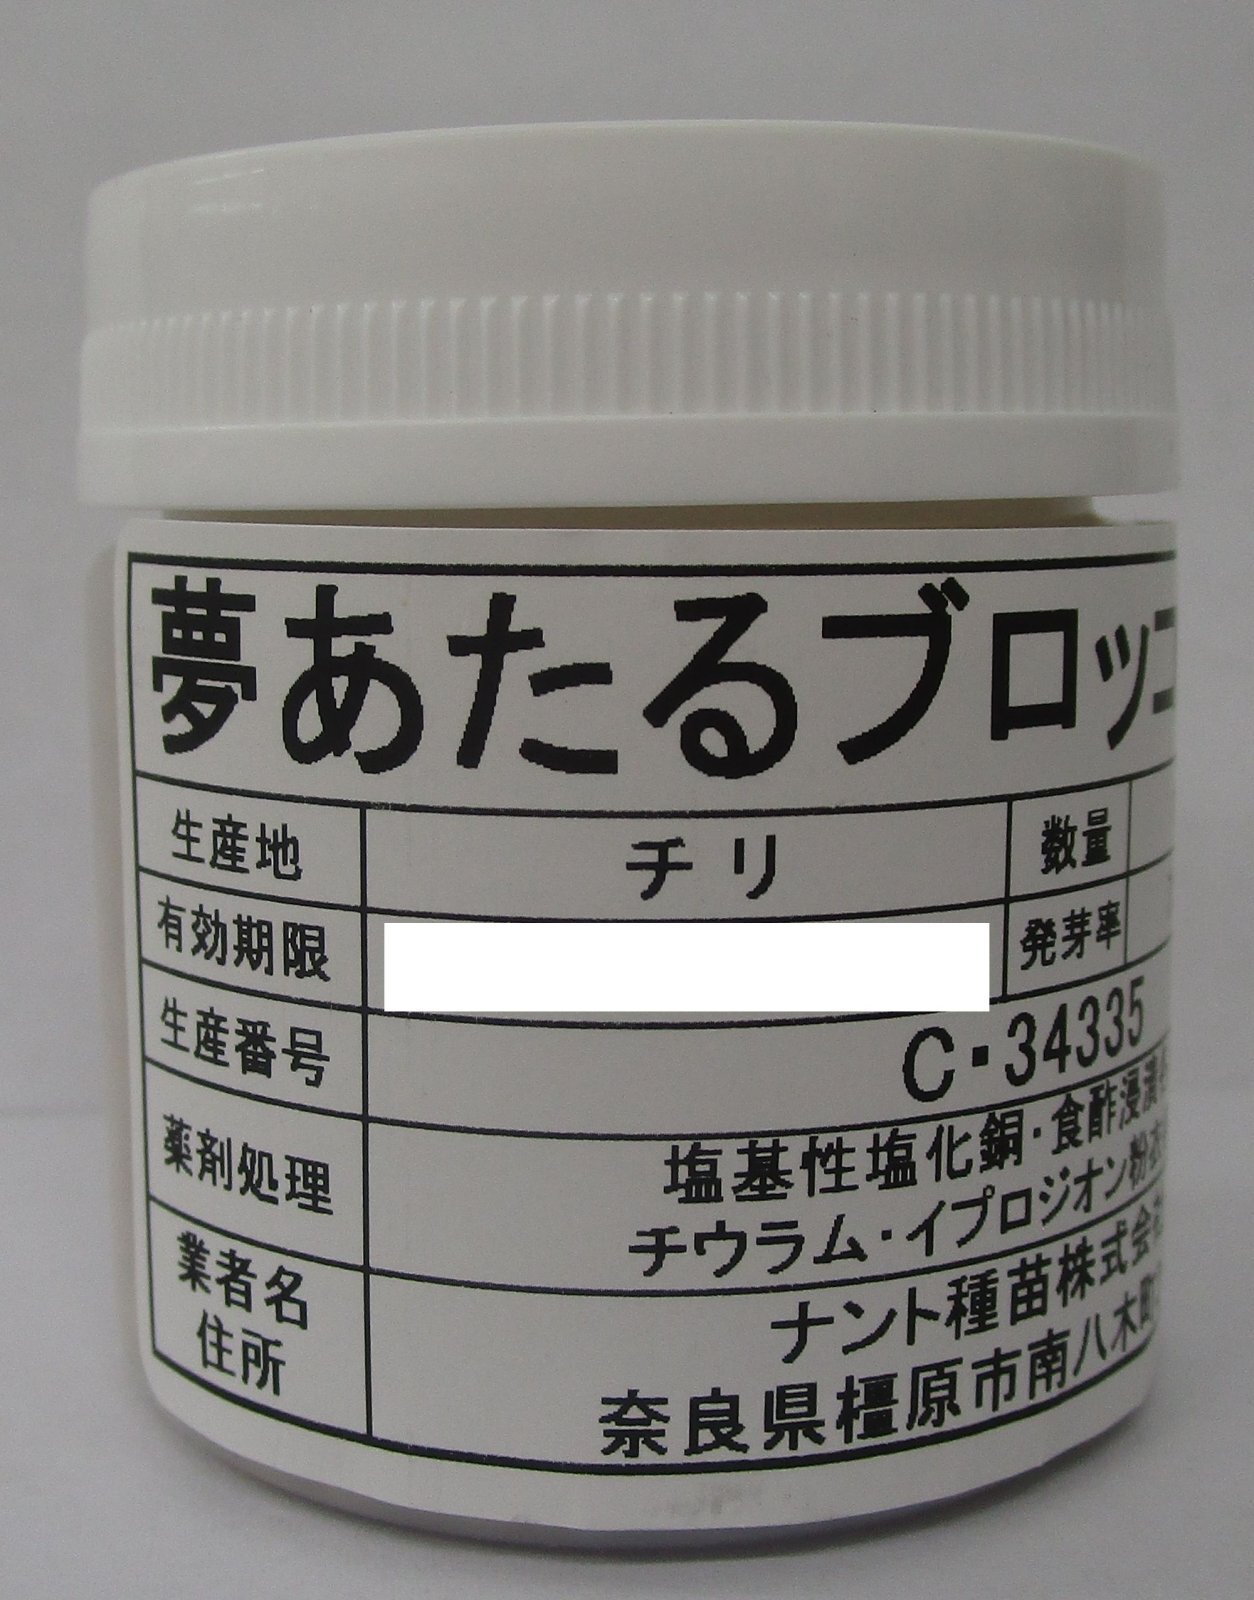 夢あたるブロッコ
生産地 チリ 数量
有効期限 発芽率
生産番号 C・34335
薬剤処理 塩基性塩化銅・食酢浸漬
チウラム・イプロジオン粉衣
業者名 ナント種苗株式会社
住所 奈良県橿原市南八木町